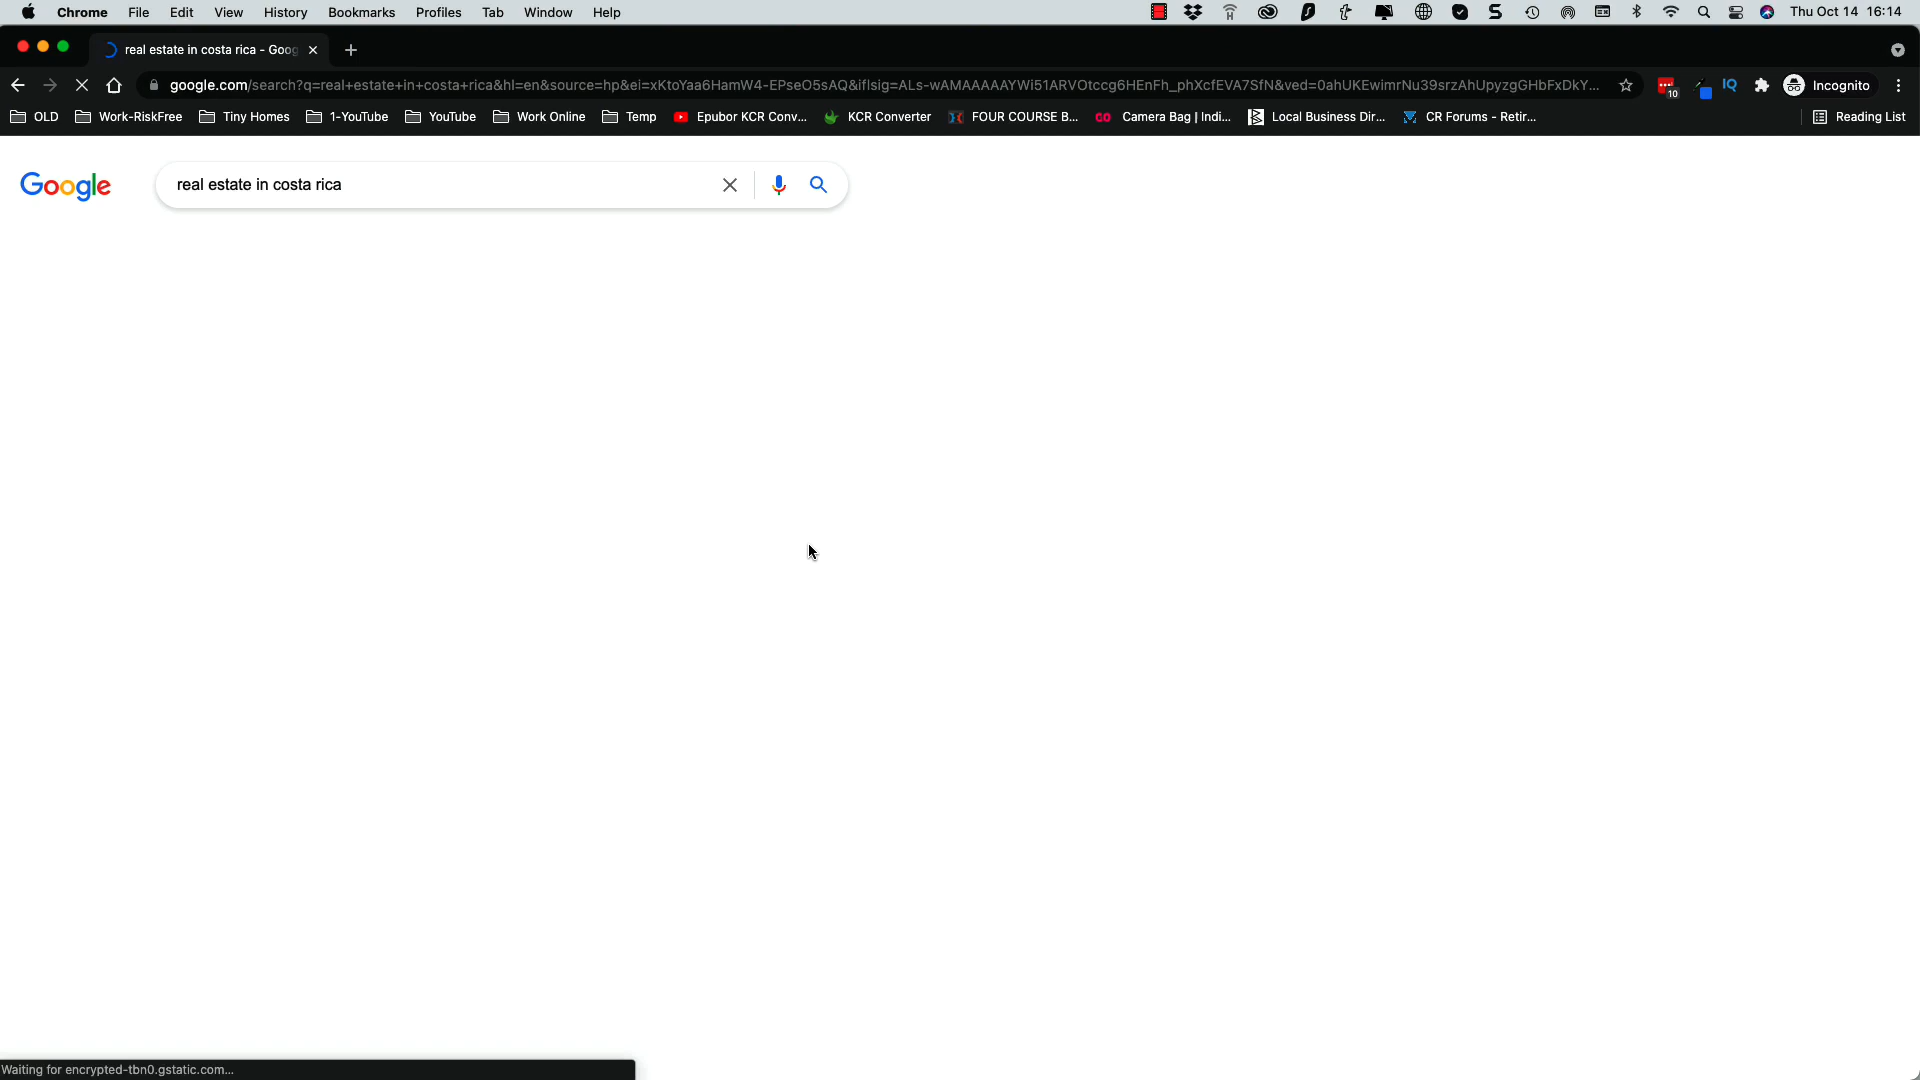 Chrome File Edit View History Bookmarks Profiles Tab Window Help Thu Oct 14 16:14
real estate in costa rica - Goog
google.com/search?q=real+estate+in+costa+rica&hl=en&source=hp&ei=xKtoYaa6HamW4-EPseO5sAQ&iflsig=ALs-wAMAAAAAYWi51ARVOtccg6HEnFh_phXcfEVA7SfN&ved=0ahUKEwimrNu39srzAhUpyzgGHbFxDkY... 10 IQ Incognito
OLD Work-RiskFree Tiny Homes 1-YouTube YouTube Work Online Temp Epubor KCR Conv... KCR Converter FOUR COURSE B... Camera Bag | Indi... Local Business Dir... CR Forums - Retir... Reading List
Google real estate in costa rica
Waiting for encrypted-tbn0.gstatic.com...